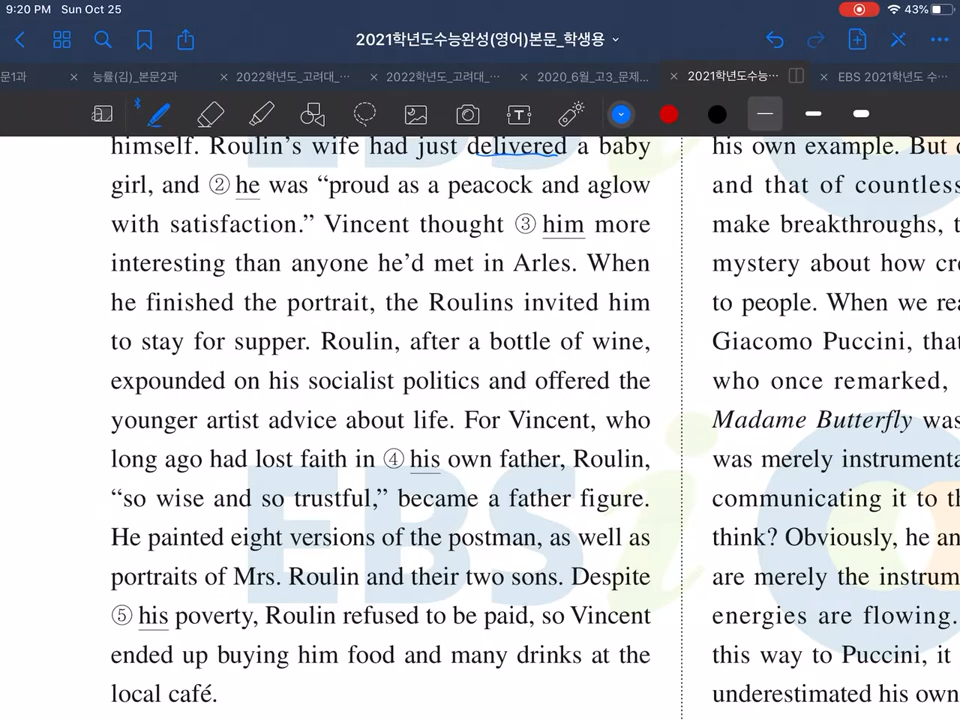 9:20 PM Sun Oct 25
43%
2021학년도수능완성(영어)본문_학생용
문1과
능률(김)_본문2과
2022학년도_고려대_...
2022학년도_고려대_...
2020_6월_고3_문제...
2021학년도수능...
EBS 2021학년도 수...
himself. Roulin's wife had just delivered a baby
girl, and ② he was “proud as a peacock and aglow
with satisfaction.” Vincent thought ③ him more
interesting than anyone he'd met in Arles. When
he finished the portrait, the Roulins invited him
to stay for supper. Roulin, after a bottle of wine,
expounded on his socialist politics and offered the
younger artist advice about life. For Vincent, who
long ago had lost faith in ④ his own father, Roulin,
“so wise and so trustful,” became a father figure.
He painted eight versions of the postman, as well as
portraits of Mrs. Roulin and their two sons. Despite
⑤ his poverty, Roulin refused to be paid, so Vincent
ended up buying him food and many drinks at the
local café.
his own example. But
and that of countless
make breakthroughs,
mystery about how
to people. When we
Giacomo Puccini,
who once remarked,
Madame Butterfly
was merely
communicating it to
think? Obviously, he
are merely the
energies are flowing.
this way to Puccini, it
underestimated his own
EBSi